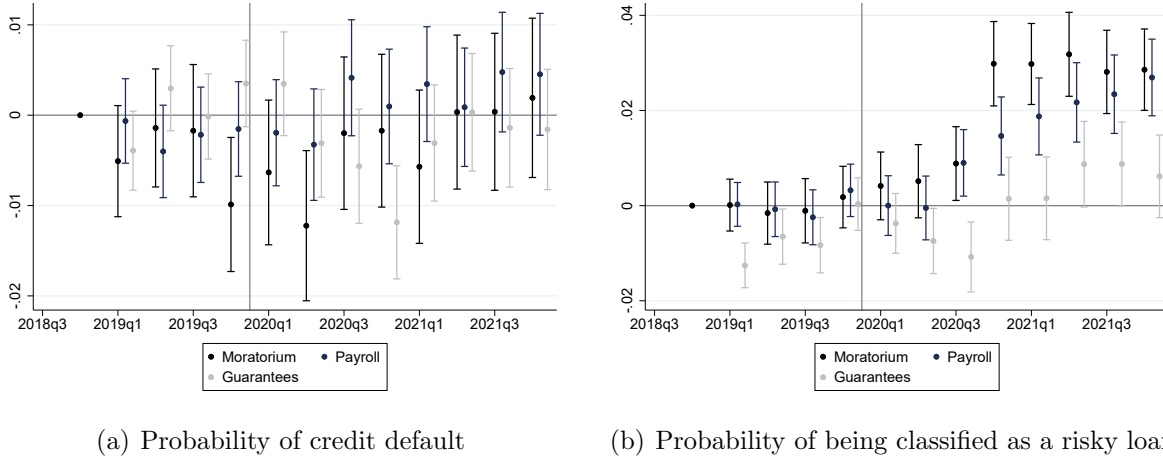 .01
0
-.01
-.02
2018q3 2019q1 2019q3 2020q1 2020q3 2021q1 2021q3
Moratorium Payroll
Guarantees
(a) Probability of credit default
.04
.02
0
-.02
2018q3 2019q1 2019q3 2020q1 2020q3 2021q1 2021q3
Moratorium Payroll
Guarantees
(b) Probability of being classified as a risky